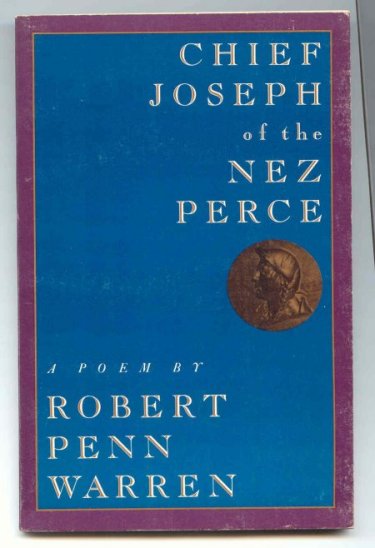 CHIEF
JOSEPH
of the
NEZ
PERCE
A POEM BY
ROBERT
PENN
WARREN